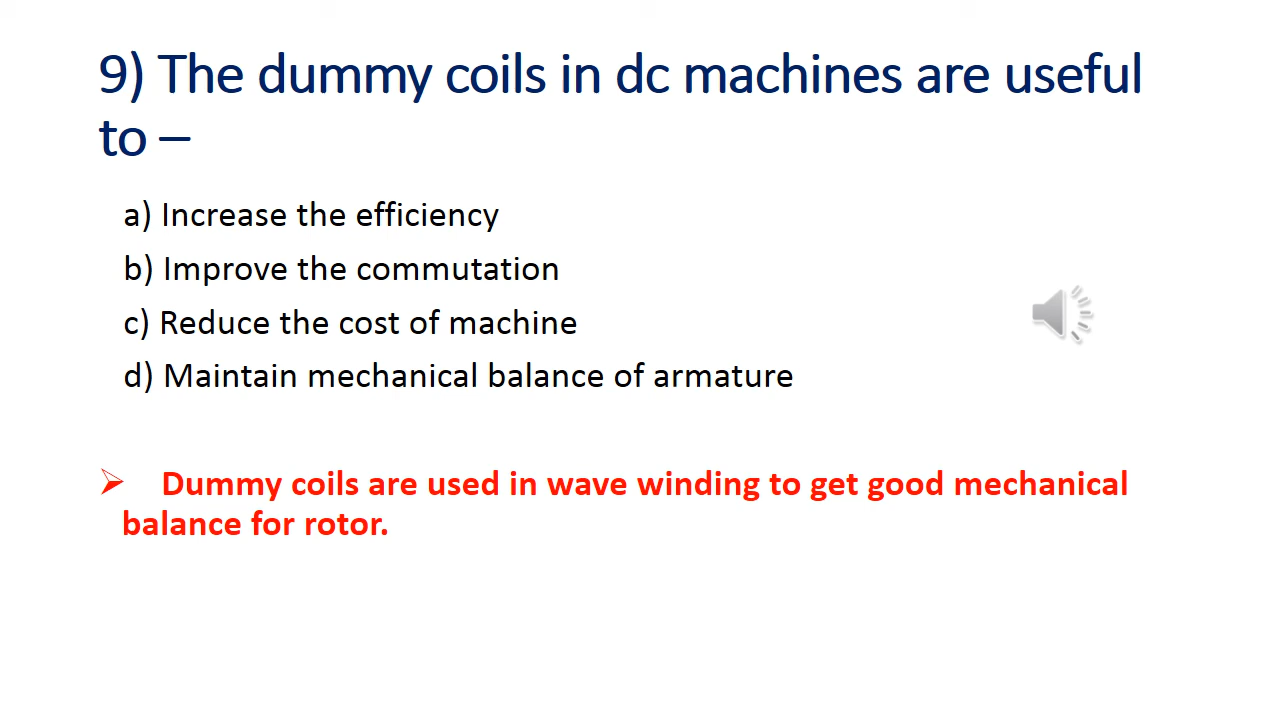 9) The dummy coils in dc machines are useful
to –
a) Increase the efficiency
b) Improve the commutation
c) Reduce the cost of machine
d) Maintain mechanical balance of armature
➢ Dummy coils are used in wave winding to get good mechanical
balance for rotor.